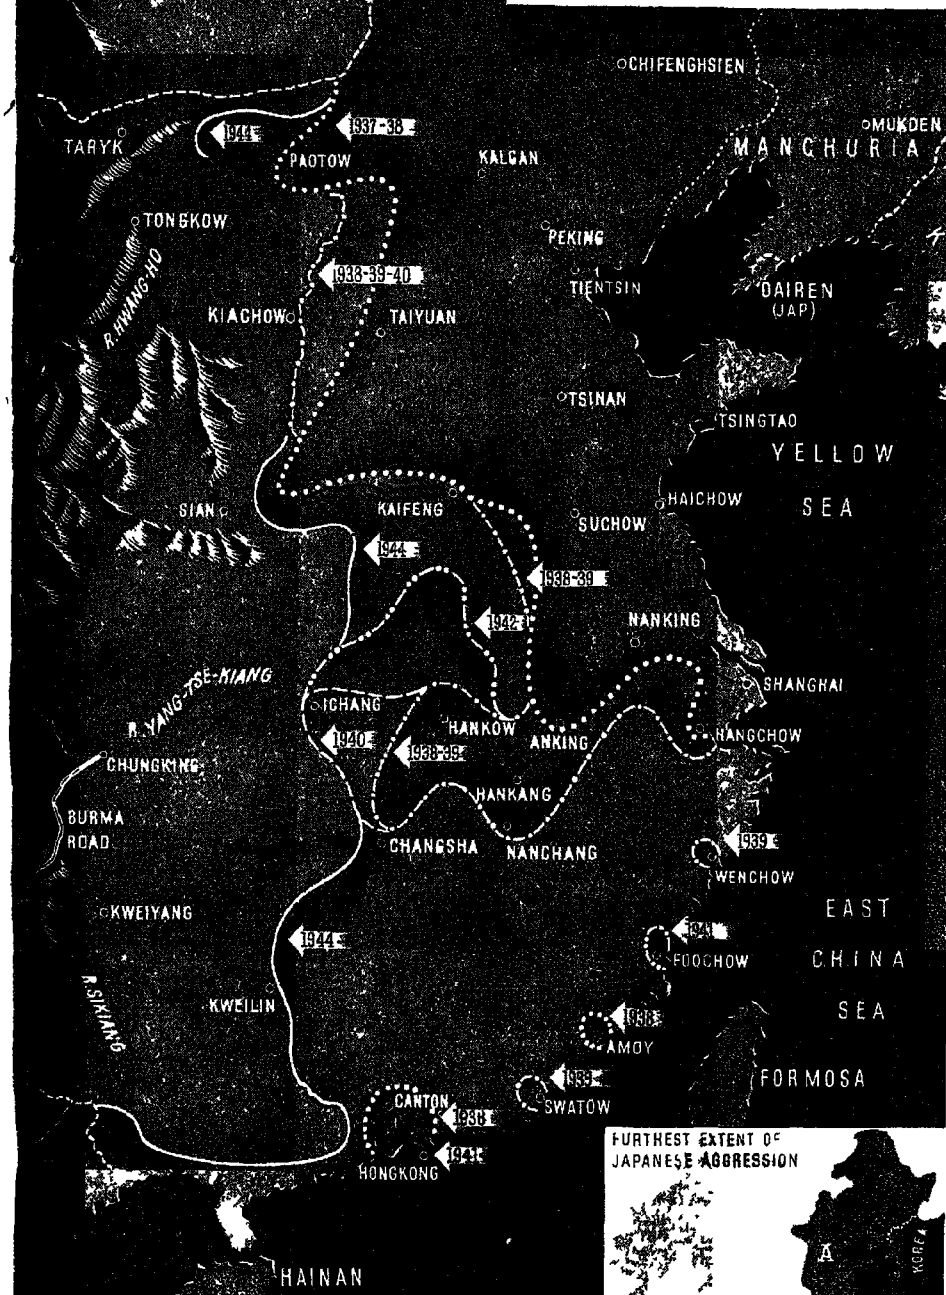 CHIFENGHSIEN
1944
1937-38
MUKDEN
TARYK
MANCHURIA
PAOTOW
KALGAN
TONGKOW
PEKING
1938-39-40
TIENTSIN
DAIREN
(JAP)
R. HWANG-HO
KIACHOW
TAIYUAN
TSINAN
TSINGTAO
YELLOW
SEA
HAICHOW
KAIFENG
SIAN
SUCHOW
1944
1938-39
1942
NANKING
R. YANG-TSE-KIANG
SHANGHAI
ICHANG
HANKOW
ANKING
HANGCHOW
1940
1938-39
CHUNGKING
HANKANG
BURMA
ROAD
CHANGSHA
NANCHANG
1939
WENCHOW
KWEIYANG
EAST
CHINA
SEA
1941
FOOCHOW
1944
R. SIKIANG
KWEILIN
1938
AMOY
1939
SWATOW
FORMOSA
CANTON
1938
1941
HONGKONG
FURTHEST EXTENT OF
JAPANESE AGGRESSION
KOREA
HAINAN